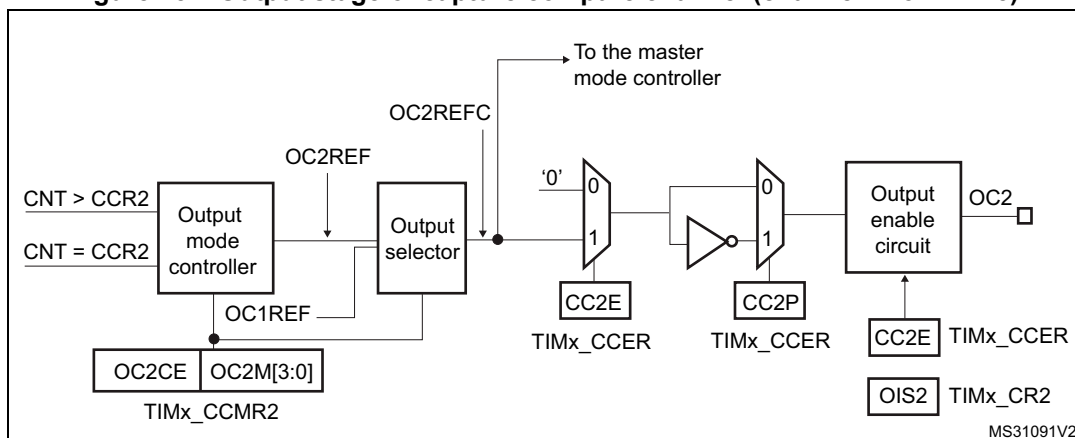 To the master
mode controller
OC2REFC
OC2REF
CNT > CCR2
CNT = CCR2
Output
mode
controller
Output
selector
OC1REF
‘0’
0
1
0
1
Output
enable
circuit
OC2
CC2E
TIMx_CCER
CC2P
TIMx_CCER
CC2E
TIMx_CCER
OIS2
TIMx_CR2
OC2CE
OC2M[3:0]
TIMx_CCMR2
MS31091V2